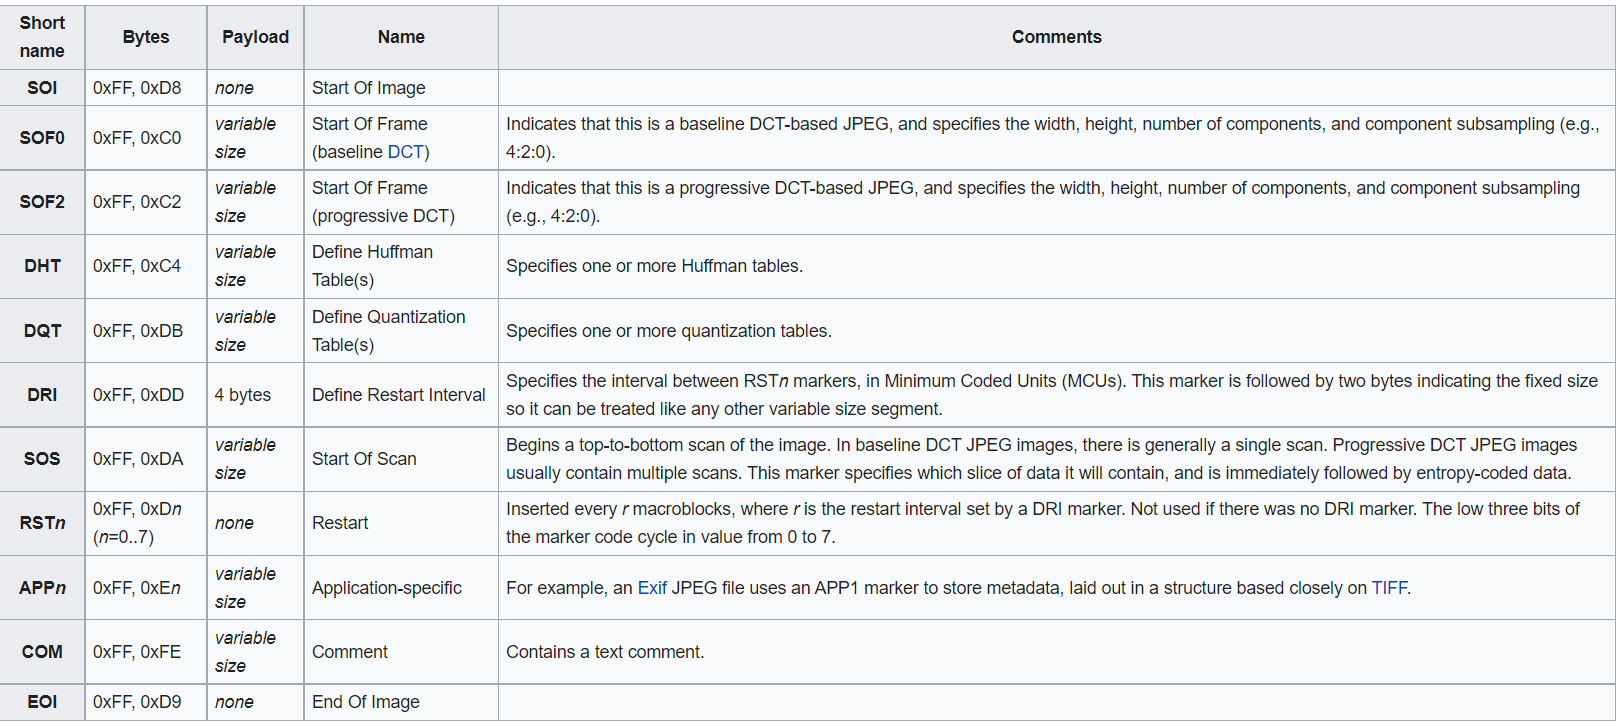 Short name Bytes Payload Name Comments
SOI 0xFF, 0xD8 none Start Of Image
SOF0 0xFF, 0xC0 variable size Start Of Frame (baseline DCT) Indicates that this is a baseline DCT-based JPEG, and specifies the width, height, number of components, and component subsampling (e.g., 4:2:0).
SOF2 0xFF, 0xC2 variable size Start Of Frame (progressive DCT) Indicates that this is a progressive DCT-based JPEG, and specifies the width, height, number of components, and component subsampling (e.g., 4:2:0).
DHT 0xFF, 0xC4 variable size Define Huffman Table(s) Specifies one or more Huffman tables.
DQT 0xFF, 0xDB variable size Define Quantization Table(s) Specifies one or more quantization tables.
DRI 0xFF, 0xDD 4 bytes Define Restart Interval Specifies the interval between RSTn markers, in Minimum Coded Units (MCUs). This marker is followed by two bytes indicating the fixed size so it can be treated like any other variable size segment.
SOS 0xFF, 0xDA variable size Start Of Scan Begins a top-to-bottom scan of the image. In baseline DCT JPEG images, there is generally a single scan. Progressive DCT JPEG images usually contain multiple scans. This marker specifies which slice of data it will contain, and is immediately followed by entropy-coded data.
RSTn 0xFF, 0xDn (n=0..7) none Restart Inserted every r macroblocks, where r is the restart interval set by a DRI marker. Not used if there was no DRI marker. The low three bits of the marker code cycle in value from 0 to 7.
APPn 0xFF, 0xEn variable size Application-specific For example, an Exif JPEG file uses an APP1 marker to store metadata, laid out in a structure based closely on TIFF.
COM 0xFF, 0xFE variable size Comment Contains a text comment.
EOI 0xFF, 0xD9 none End Of Image